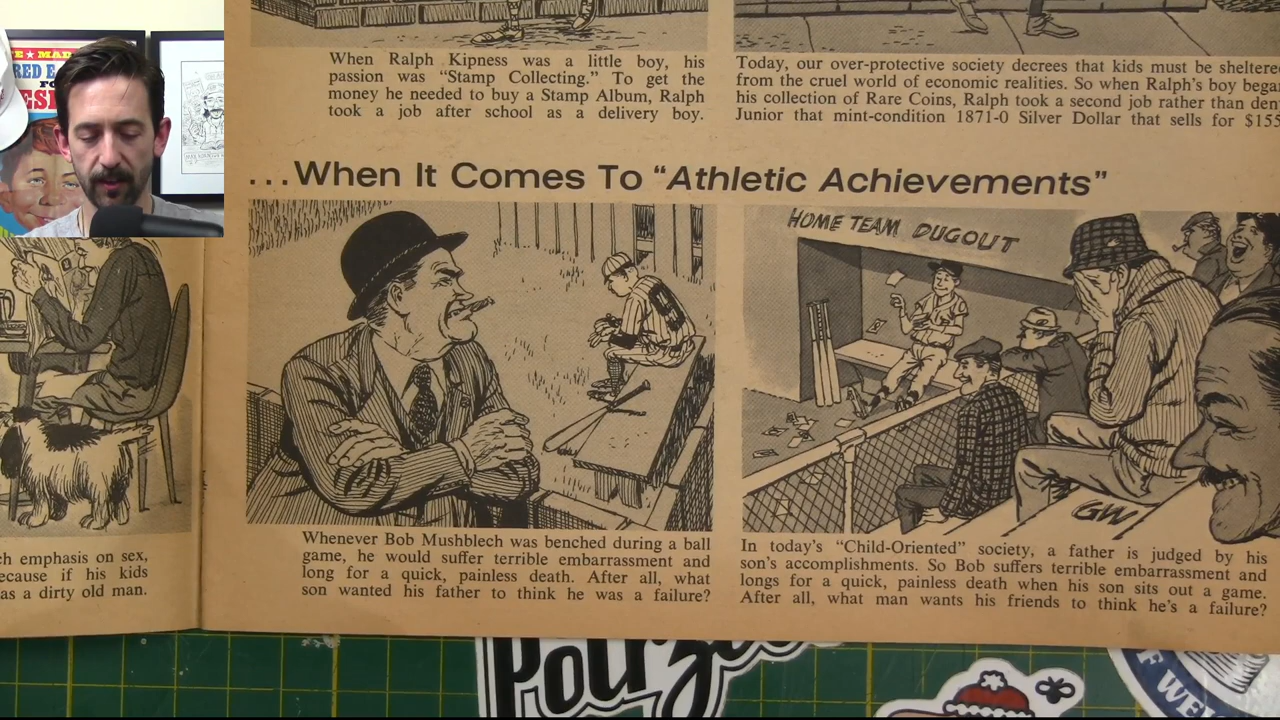 When Ralph Kipness was a little boy, his
passion was "Stamp Collecting." To get the
money he needed to buy a Stamp Album, Ralph
took a job after school as a delivery boy.
Today, our over-protective society decrees that kids must be sheltere
from the cruel world of economic realities. So when Ralph's boy began
his collection of Rare Coins, Ralph took a second job rather than den
Junior that mint-condition 1871-0 Silver Dollar that sells for $155
...When It Comes To "Athletic Achievements"
HOME TEAM DUGOUT
GW
ch emphasis on sex,
ecause if his kids
as a dirty old man.
Whenever Bob Mushblech was benched during a ball
game, he would suffer terrible embarrassment and
long for a quick, painless death. After all, what
son wanted his father to think he was a failure?
In today's "Child-Oriented" society, a father is judged by his
son's accomplishments. So Bob suffers terrible embarrassment and
longs for a quick, painless death when his son sits out a game.
After all, what man wants his friends to think he's a failure?